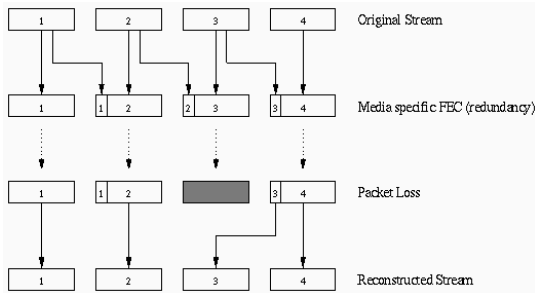 1 2 3 4 Original Stream
1 1 2 2 3 3 4 Media specific FEC (redundancy)
1 1 2 3 4 Packet Loss
1 2 3 4 Reconstructed Stream